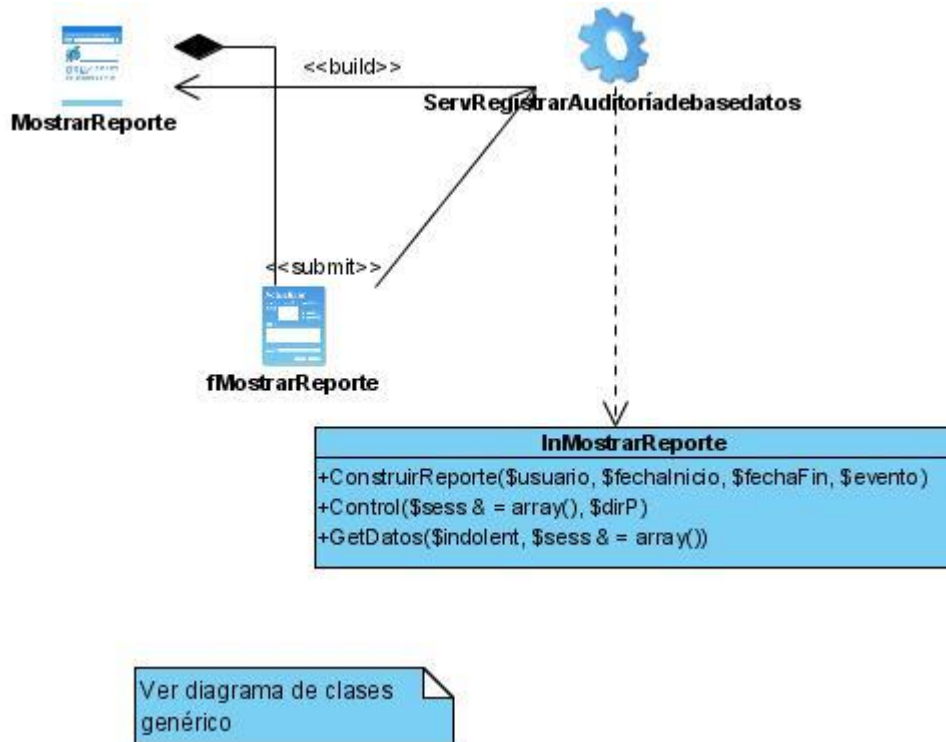 <<build>>
ServRegistrarAuditoríadebasedatos
MostrarReporte
<<submit>>
fMostrarReporte
InMostrarReporte
+ConstruirReporte($usuario, $fechaInicio, $fechaFin, $evento)
+Control($sess & = array(), $dirP)
+GetDatos($indolent, $sess & = array())
Ver diagrama de clases
genérico